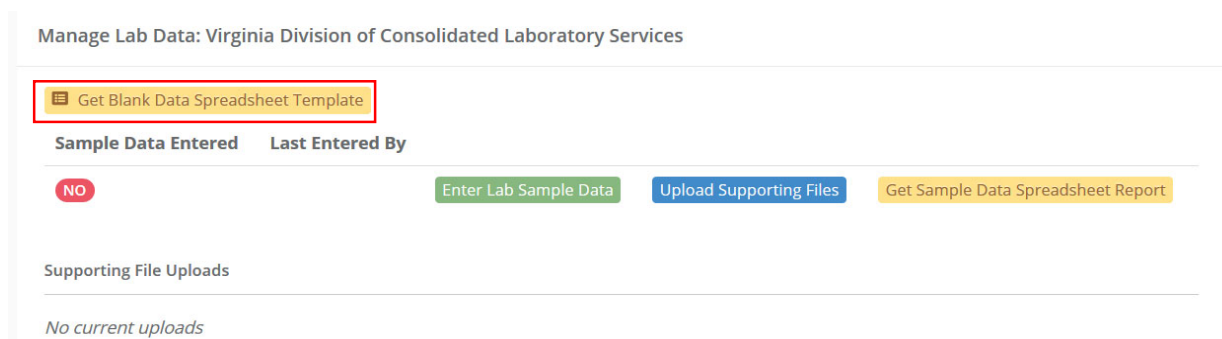 Manage Lab Data: Virginia Division of Consolidated Laboratory Services
Get Blank Data Spreadsheet Template
Sample Data Entered Last Entered By
NO Enter Lab Sample Data Upload Supporting Files Get Sample Data Spreadsheet Report
Supporting File Uploads
No current uploads